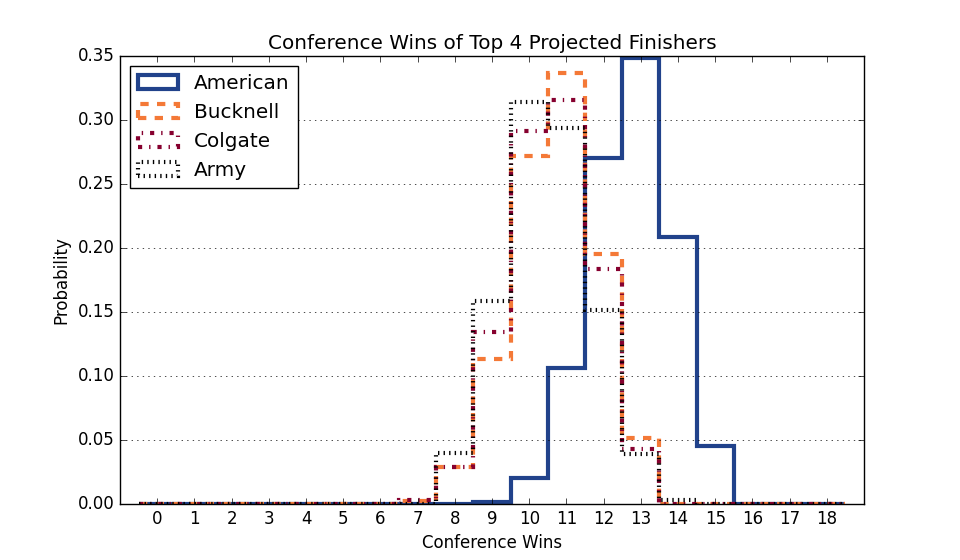 Conference Wins of Top 4 Projected Finishers
American
Bucknell
Colgate
Army
Probability
0.35
0.30
0.25
0.20
0.15
0.10
0.05
0.00
0 1 2 3 4 5 6 7 8 9 10 11 12 13 14 15 16 17 18
Conference Wins